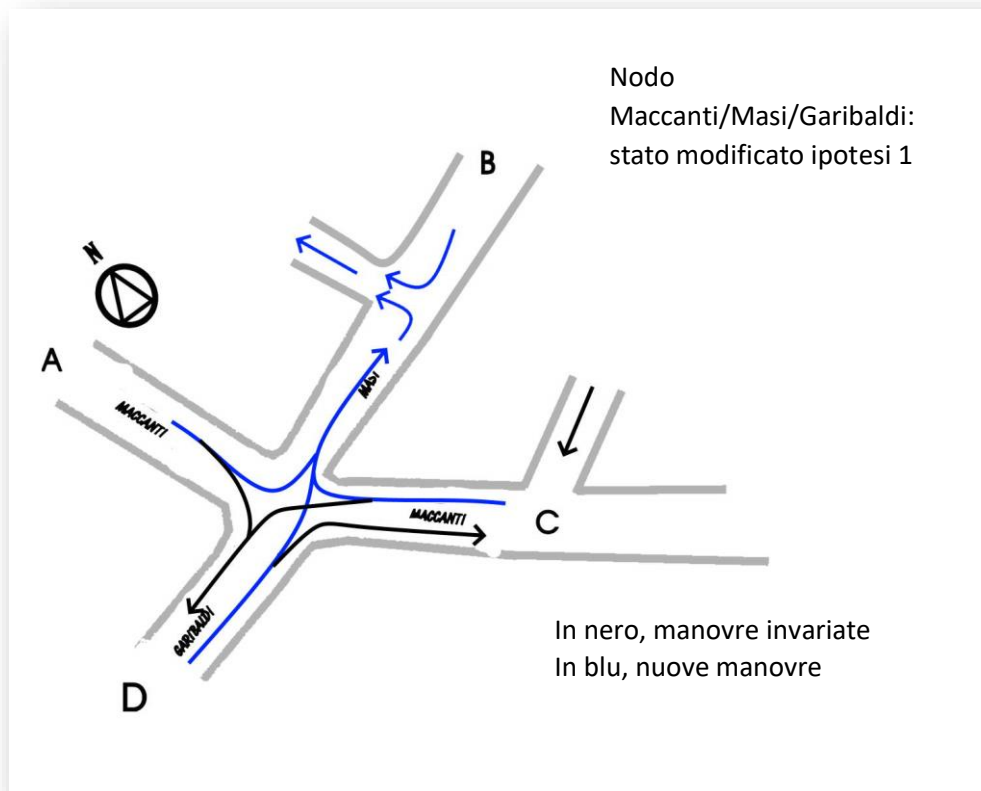 Nodo
Maccanti/Masi/Garibaldi:
stato modificato ipotesi 1
B
N
A
MASI
MACCANTI
MACCANTI
C
GARIBALDI
In nero, manovre invariate
In blu, nuove manovre
D